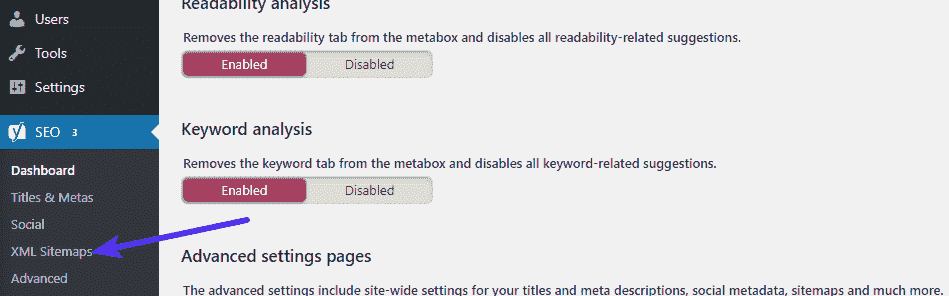 Users
Tools
Settings
SEO 3
Dashboard
Titles & Metas
Social
XML Sitemaps
Advanced
Readability analysis
Removes the readability tab from the metabox and disables all readability-related suggestions.
Enabled Disabled
Keyword analysis
Removes the keyword tab from the metabox and disables all keyword-related suggestions.
Enabled Disabled
Advanced settings pages
The advanced settings include site-wide settings for your titles and meta descriptions, social metadata, sitemaps and much more.